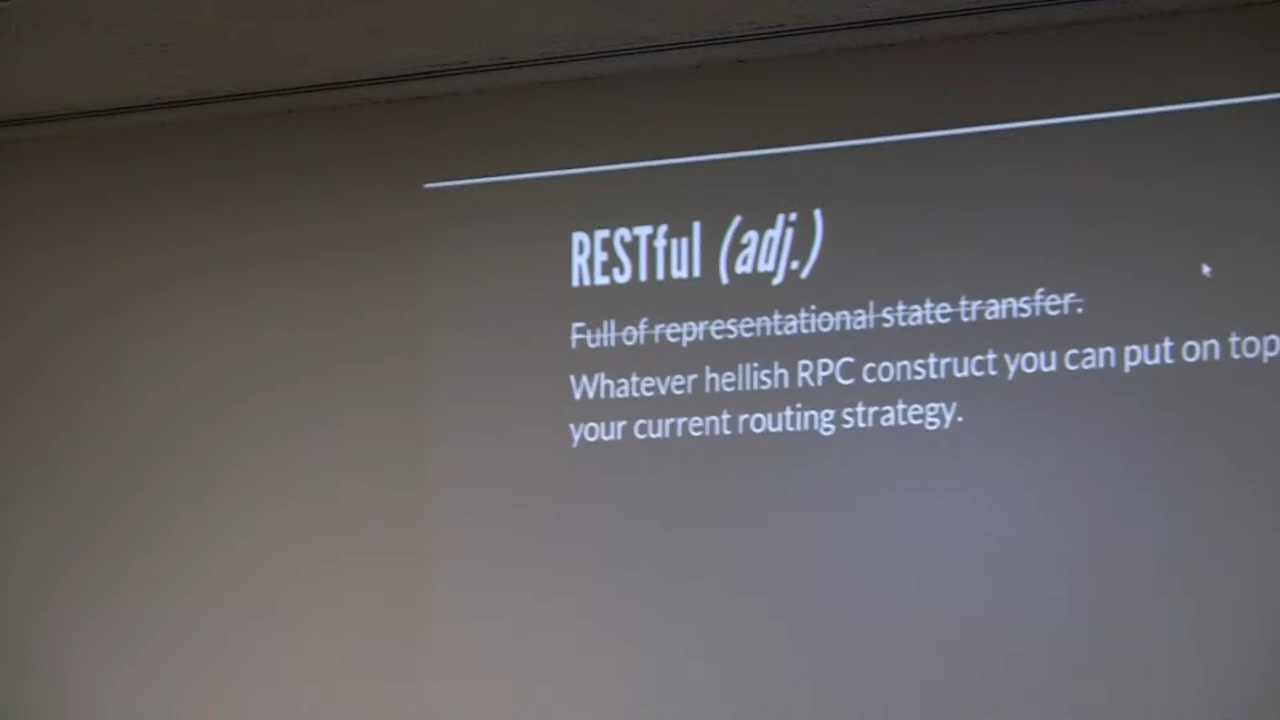 RESTful (adj.)
Full of representational state transfer.
Whatever hellish RPC construct you can put on top
your current routing strategy.